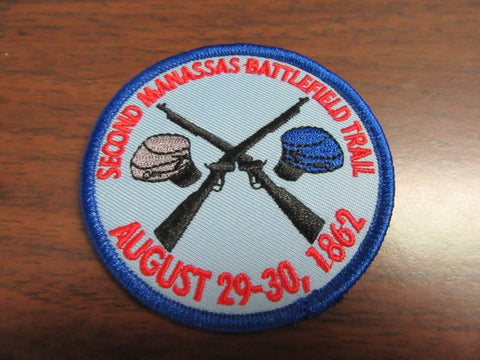 SECOND MANASSAS BATTLEFIELD TRAIL
AUGUST 29-30, 1862